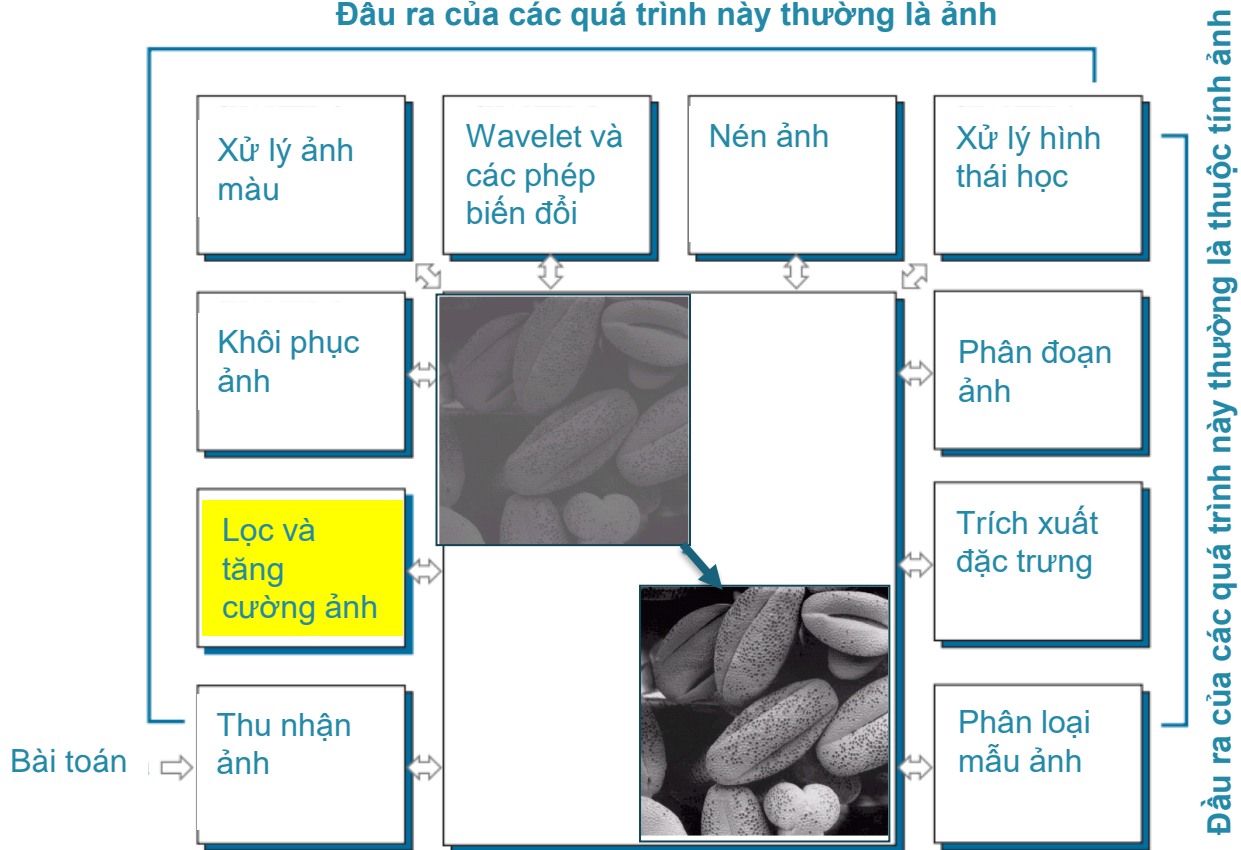 Đầu ra của các quá trình này thường là ảnh
Xử lý ảnh
màu
Wavelet và
các phép
biến đổi
Nén ảnh
Xử lý hình
thái học
Khôi phục
ảnh
Phân đoạn
ảnh
Lọc và
tăng
cường ảnh
Trích xuất
đặc trưng
Bài toán
Thu nhận
ảnh
Phân loại
mẫu ảnh
Đầu ra của các quá trình này thường là thuộc tính ảnh